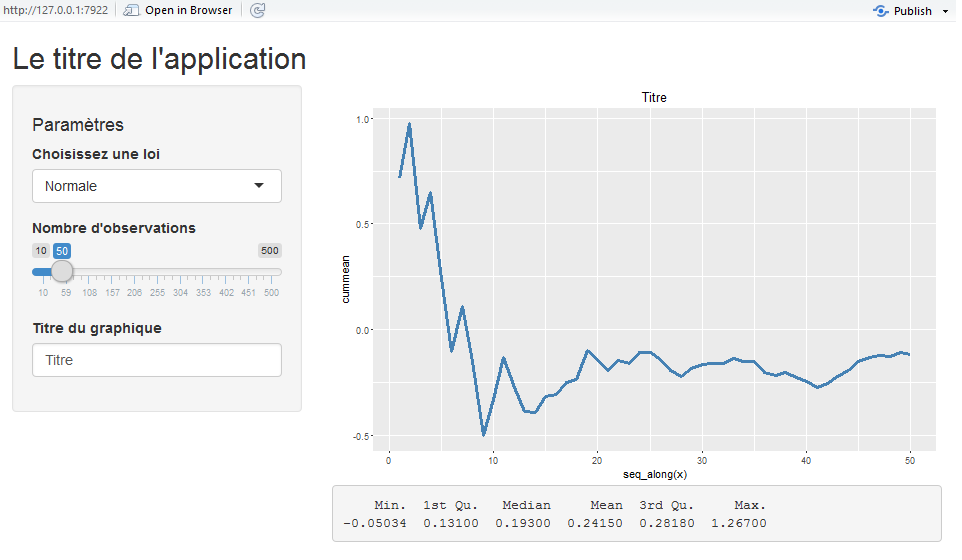 http://127.0.0.1:7922 Open in Browser Publish
Le titre de l'application
Paramètres
Choisissez une loi
Normale
Nombre d'observations
10 50 500
10 59 108 157 206 255 304 353 402 451 500
Titre du graphique
Titre
Titre
cummean
1.0
0.5
0.0
-0.5
0 10 20 30 40 50
seq_along(x)
Min. 1st Qu. Median Mean 3rd Qu. Max.
-0.05034 0.13100 0.19300 0.24150 0.28180 1.26700